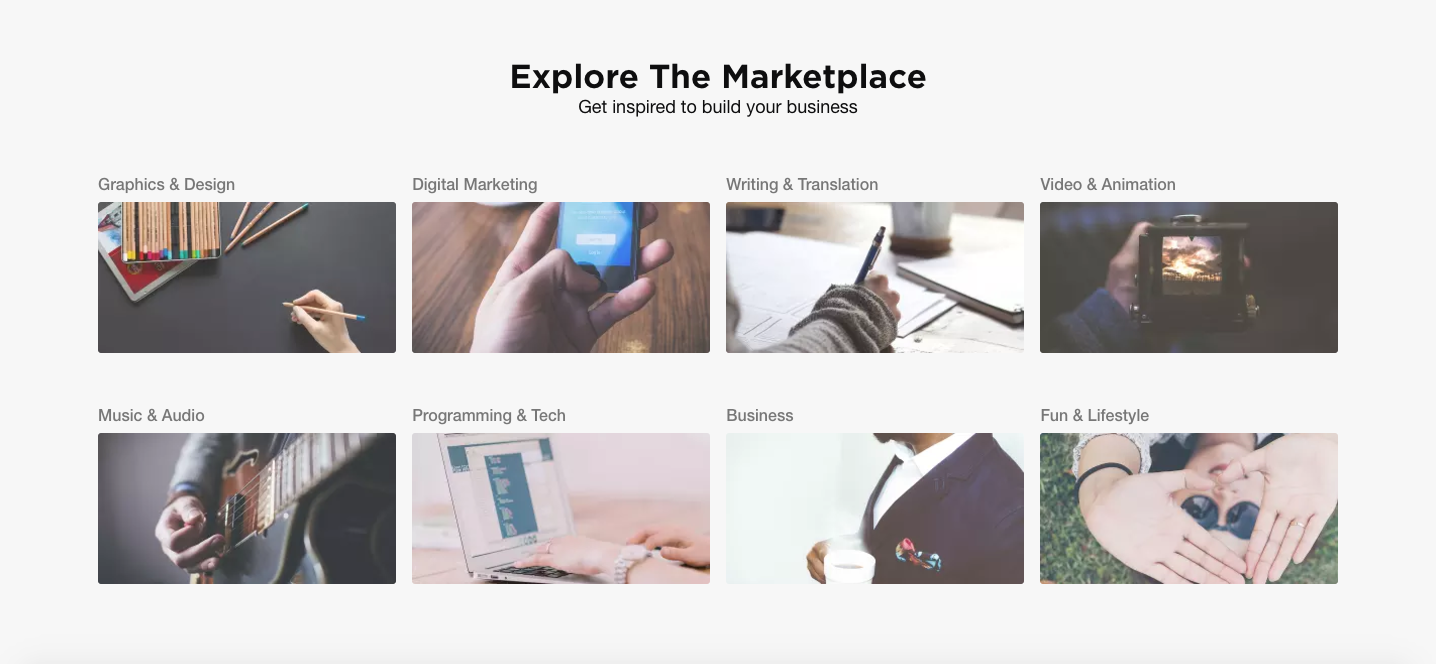 Explore The Marketplace
Get inspired to build your business
Graphics & Design
Digital Marketing
Writing & Translation
Video & Animation
Music & Audio
Programming & Tech
Business
Fun & Lifestyle